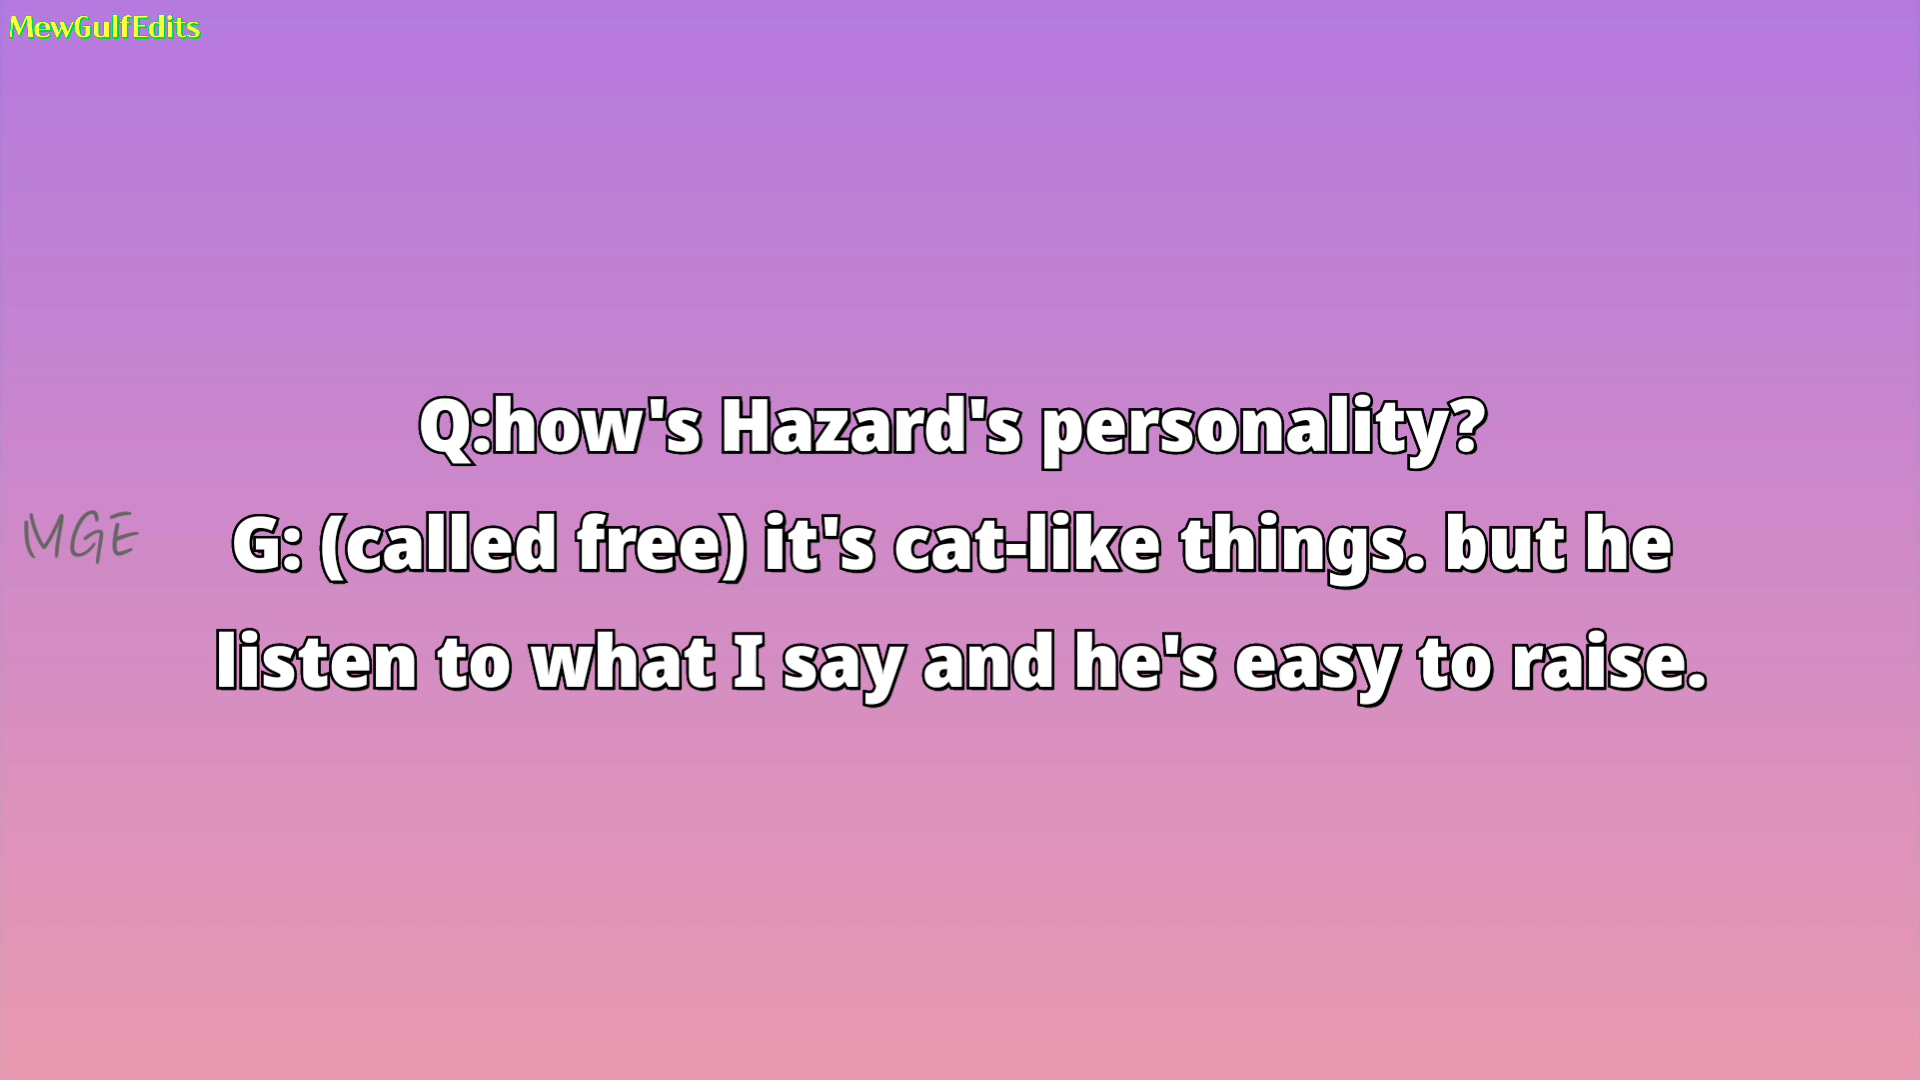 MewGulfEdits
Q:how's Hazard's personality?
MGE
G: (called free) it's cat-like things. but he
listen to what I say and he's easy to raise.